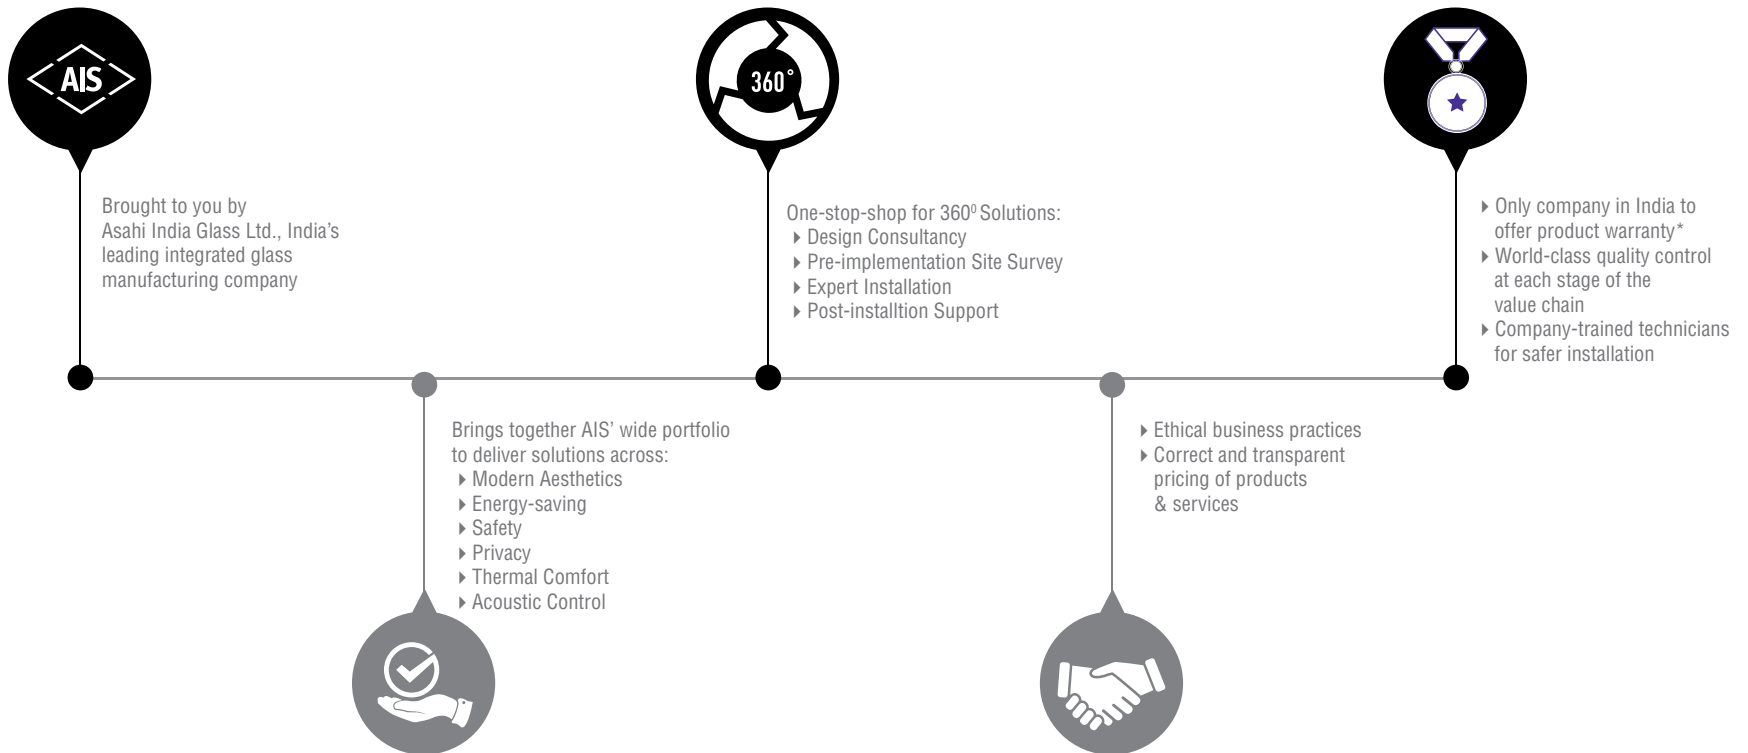 AIS
Brought to you by
Asahi India Glass Ltd., India’s
leading integrated glass
manufacturing company
Brings together AIS’ wide portfolio
to deliver solutions across:
Modern Aesthetics
Energy-saving
Safety
Privacy
Thermal Comfort
Acoustic Control
360°
One-stop-shop for 360⁰ Solutions:
Design Consultancy
Pre-implementation Site Survey
Expert Installation
Post-installtion Support
Ethical business practices
Correct and transparent
pricing of products
& services
Only company in India to
offer product warranty*
World-class quality control
at each stage of the
value chain
Company-trained technicians
for safer installation